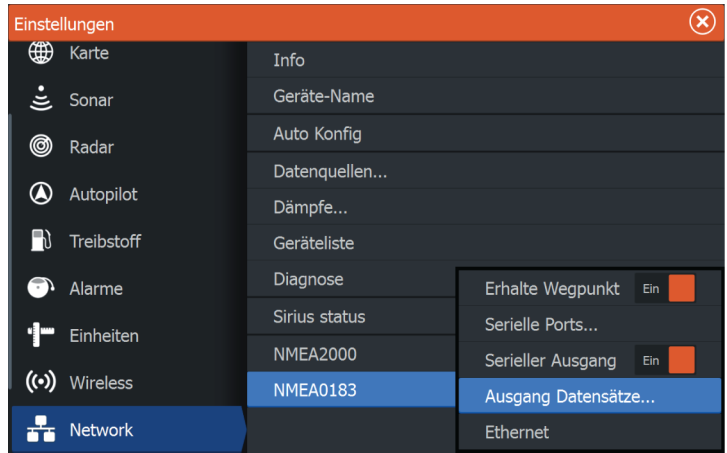 Einstellungen
Karte
Sonar
Radar
Autopilot
Treibstoff
Alarme
Einheiten
Wireless
Network
Info
Geräte-Name
Auto Konfig
Datenquellen...
Dämpfe...
Geräteliste
Diagnose
Sirius status
NMEA2000
NMEA0183
Erhalte Wegpunkt Ein
Serielle Ports...
Serieller Ausgang Ein
Ausgang Datensätze...
Ethernet